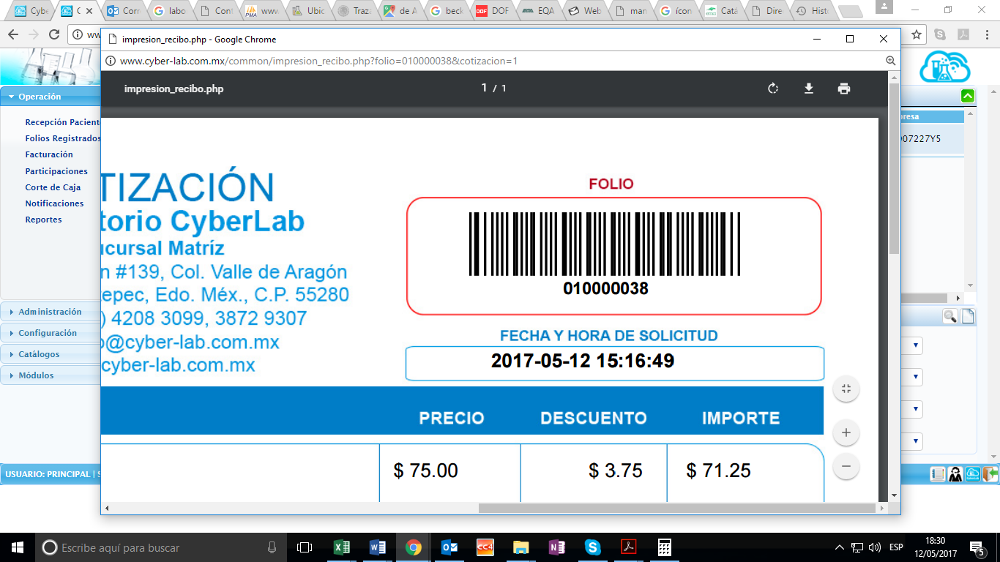 Cybe
C
Corr
labo
Con
www
Ubic
Traz
de A
beck
DOF
EQA
Web
man
ícon
Catá
Dire
Hist
impresion_recibo.php - Google Chrome
www.cyber-lab.com.mx/common/impresion_recibo.php?folio=010000038&cotizacion=1
impresion_recibo.php
1 / 1
Operación
Recepción Pacient
Folios Registrados
Facturación
Participaciones
Corte de Caja
Notificaciones
Reportes
Administración
Configuración
Catálogos
Módulos
TIZACIÓN
torio CyberLab
ucursal Matríz
n #139, Col. Valle de Aragón
tepec, Edo. Méx., C.P. 55280
) 4208 3099, 3872 9307
o@cyber-lab.com.mx
cyber-lab.com.mx
FOLIO
010000038
FECHA Y HORA DE SOLICITUD
2017-05-12 15:16:49
PRECIO DESCUENTO IMPORTE
$ 75.00 $ 3.75 $ 71.25
resa
007227Y5
USUARIO: PRINCIPAL | S
Escribe aquí para buscar
ESP
18:30
12/05/2017
5